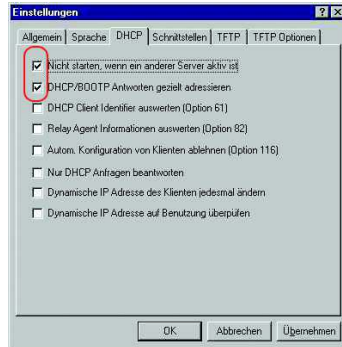 Einstellungen
Allgemein Sprache DHCP Schnittstellen TFTP TFTP Optionen
Nicht starten, wenn ein anderer Server aktiv ist
DHCP/BOOTP Antworten gezielt adressieren
DHCP Client Identifier auswerten (Option 61)
Relay Agent Informationen auswerten (Option 82)
Autom. Konfiguration von Klienten ablehnen (Option 116)
Nur DHCP Anfragen beantworten
Dynamische IP Adresse des Klienten jedesmal ändern
Dynamische IP Adresse auf Benutzung überpüfen
OK Abbrechen Übernehmen